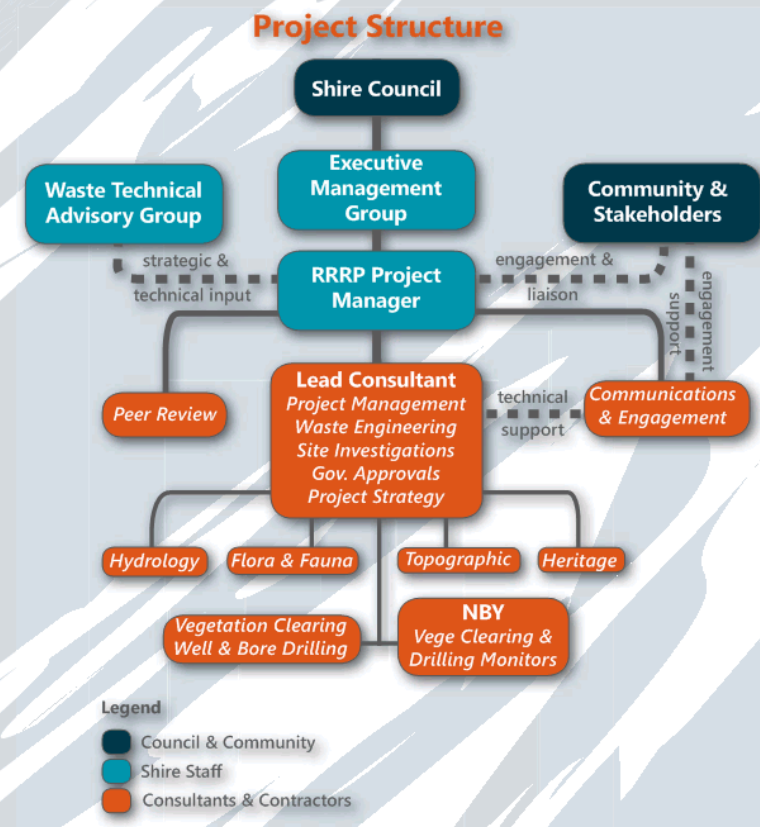 Project Structure
Shire Council
Executive
Management
Group
Waste Technical
Advisory Group
Community &
Stakeholders
strategic &
technical input
RRRP Project
Manager
engagement &
liaison
engagement
support
Peer Review
Lead Consultant
Project Management
Waste Engineering
Site Investigations
Gov. Approvals
Project Strategy
technical
support
Communications
& Engagement
Hydrology
Flora & Fauna
Topographic
Heritage
Vegetation Clearing
Well & Bore Drilling
NBY
Vege Clearing &
Drilling Monitors
Legend
Council & Community
Shire Staff
Consultants & Contractors